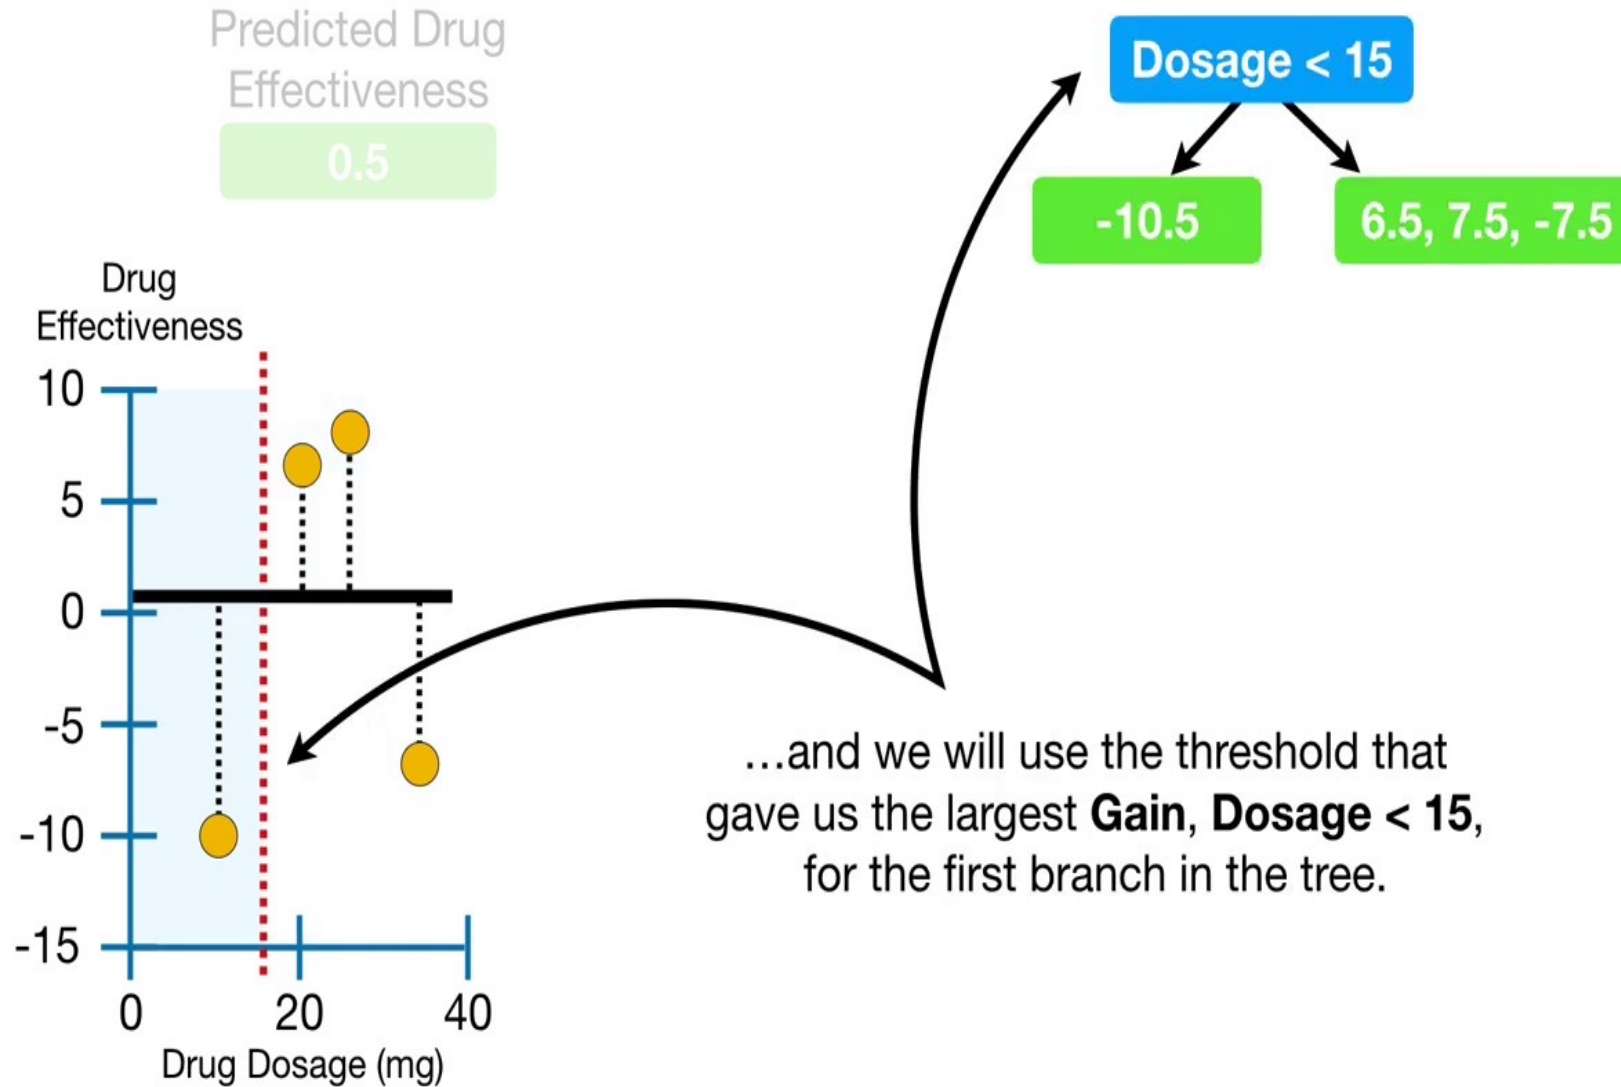 Predicted Drug
Effectiveness
0.5
Dosage < 15
-10.5
6.5, 7.5, -7.5
Drug
Effectiveness
10
5
0
-5
-10
-15
0 20 40
Drug Dosage (mg)
...and we will use the threshold that
gave us the largest Gain, Dosage < 15,
for the first branch in the tree.